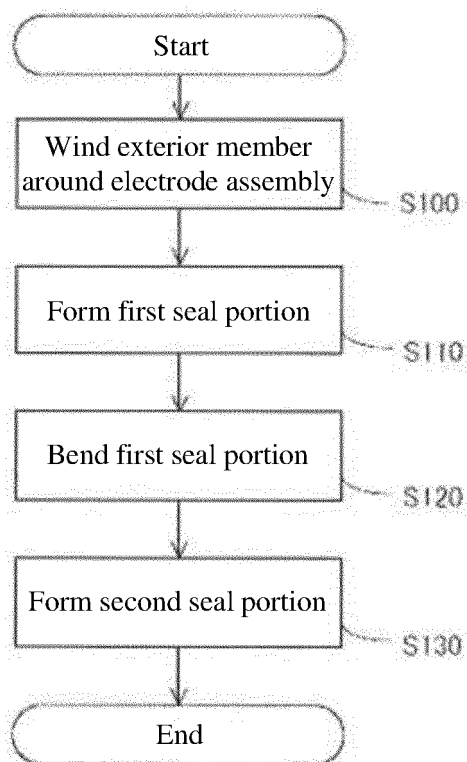 Start
Wind exterior member
around electrode assembly
S100
Form first seal portion
S110
Bend first seal portion
S120
Form second seal portion
S130
End